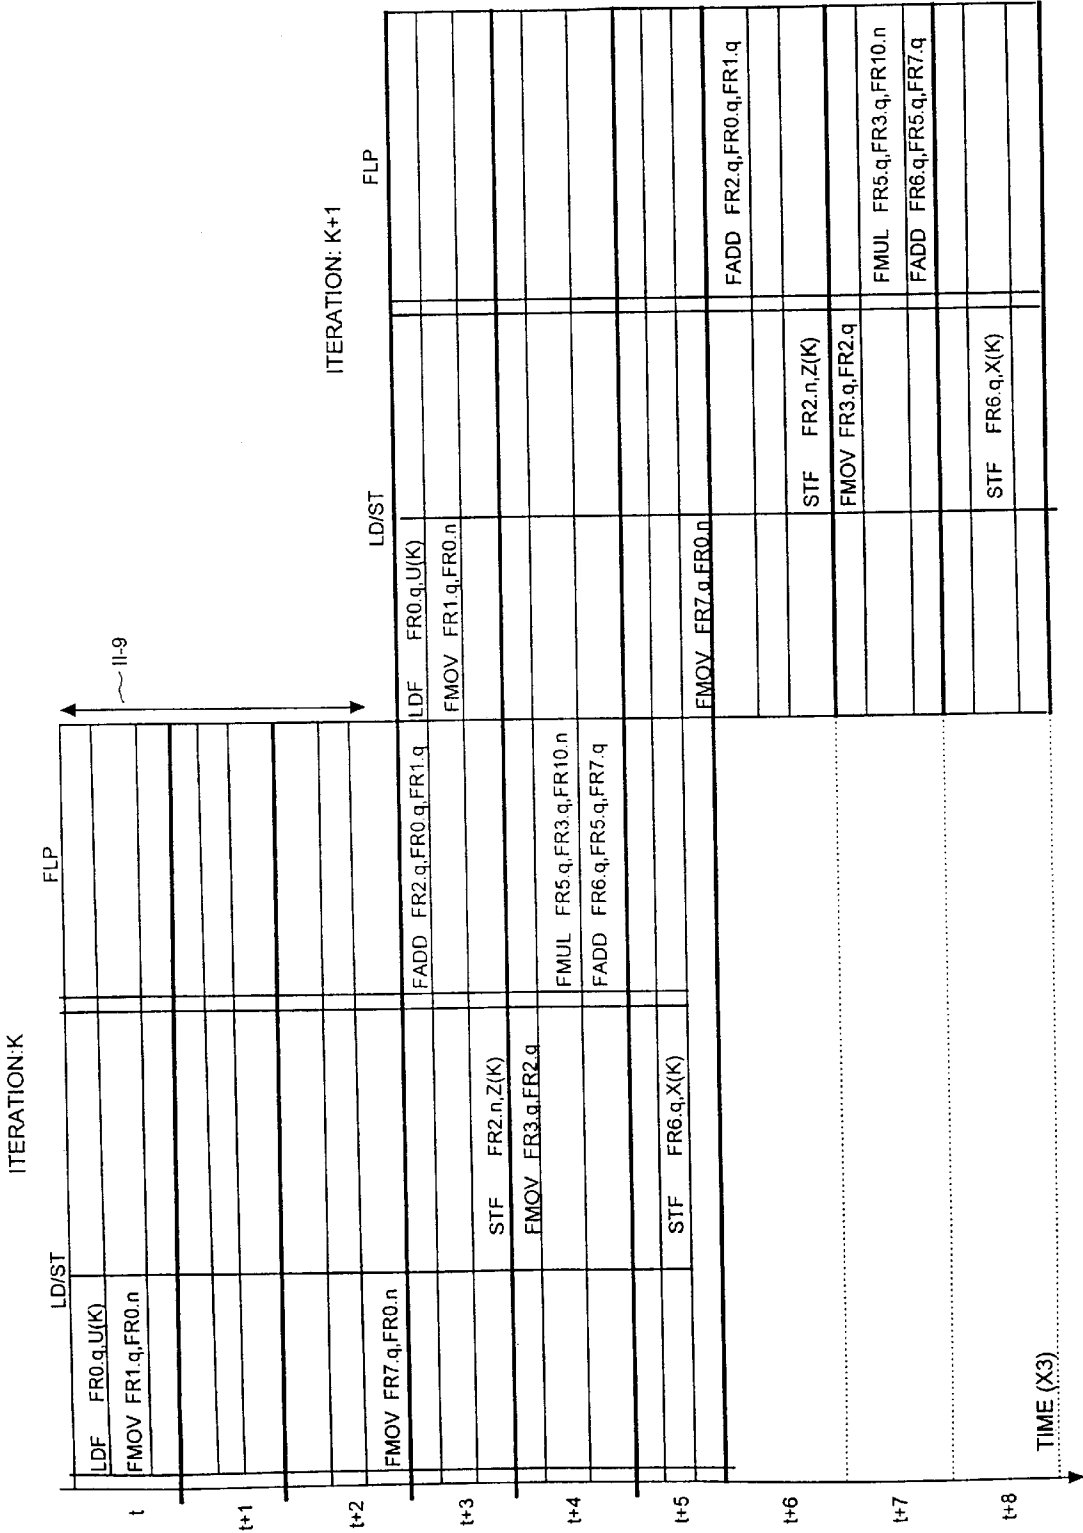 ITERATION:K
LD/ST
FLP
LDF FR0.q,U(K)
FMOV FR1.q,FR0.n
FMOV FR7.q,FR0.n
FADD FR2.q,FR0.q,FR1.q
STF FR2.n,Z(K)
FMOV FR3.q,FR2.q
FMUL FR5.q,FR3.q,FR10.n
FADD FR6.q,FR5.q,FR7.q
STF FR6.q,X(K)
II-9
ITERATION: K+1
LD/ST
FLP
LDF FR0.q,U(K)
FMOV FR1.q,FR0.n
FMOV FR7.q,FR0.n
FADD FR2.q,FR0.q,FR1.q
STF FR2.n,Z(K)
FMOV FR3.q,FR2.q
FMUL FR5.q,FR3.q,FR10.n
FADD FR6.q,FR5.q,FR7.q
STF FR6.q,X(K)
t
t+1
t+2
t+3
t+4
t+5
t+6
t+7
t+8
TIME (X3)